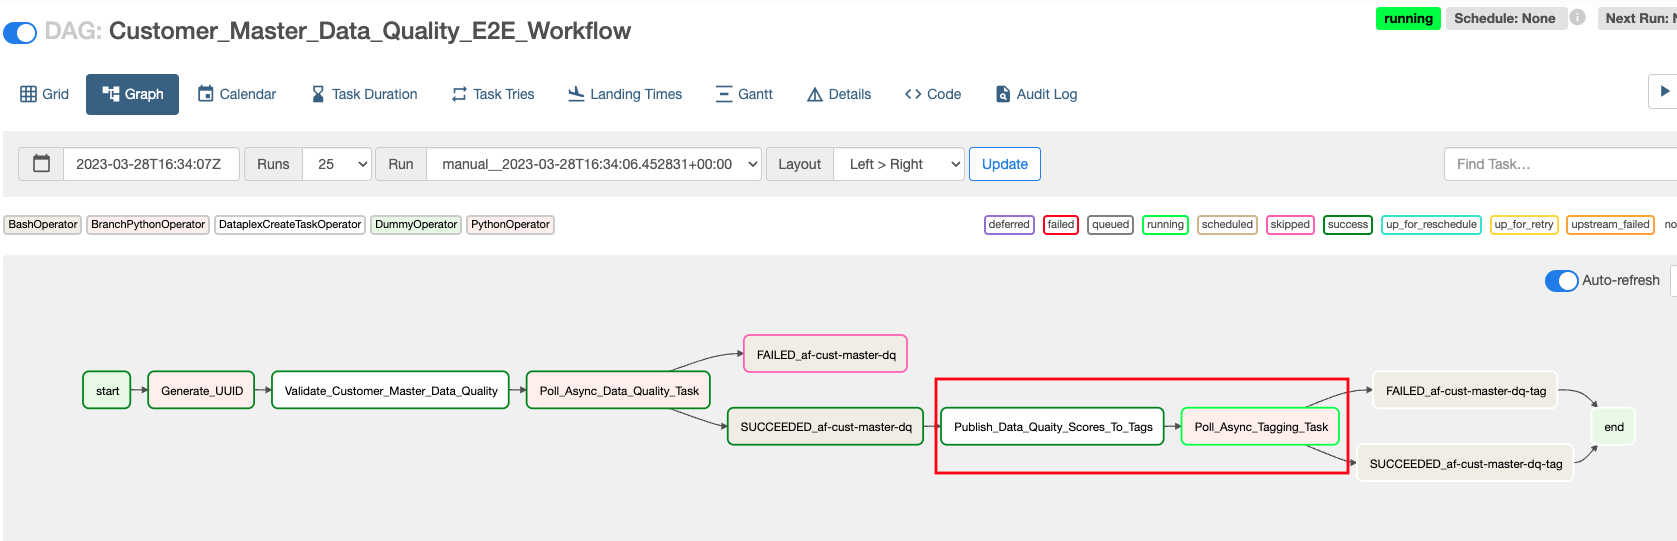 DAG: Customer_Master_Data_Quality_E2E_Workflow
running
Schedule: None
Next Run:
Grid
Graph
Calendar
Task Duration
Task Tries
Landing Times
Gantt
Details
Code
Audit Log
2023-03-28T16:34:07Z
Runs
25
Run
manual__2023-03-28T16:34:06.452831+00:00
Layout
Left > Right
Update
Find Task...
BashOperator
BranchPythonOperator
DataplexCreateTaskOperator
DummyOperator
PythonOperator
deferred
failed
queued
running
scheduled
skipped
success
up_for_reschedule
up_for_retry
upstream_failed
no
Auto-refresh
start
Generate_UUID
Validate_Customer_Master_Data_Quality
Poll_Async_Data_Quality_Task
FAILED_af-cust-master-dq
SUCCEEDED_af-cust-master-dq
Publish_Data_Quaity_Scores_To_Tags
Poll_Async_Tagging_Task
FAILED_af-cust-master-dq-tag
SUCCEEDED_af-cust-master-dq-tag
end